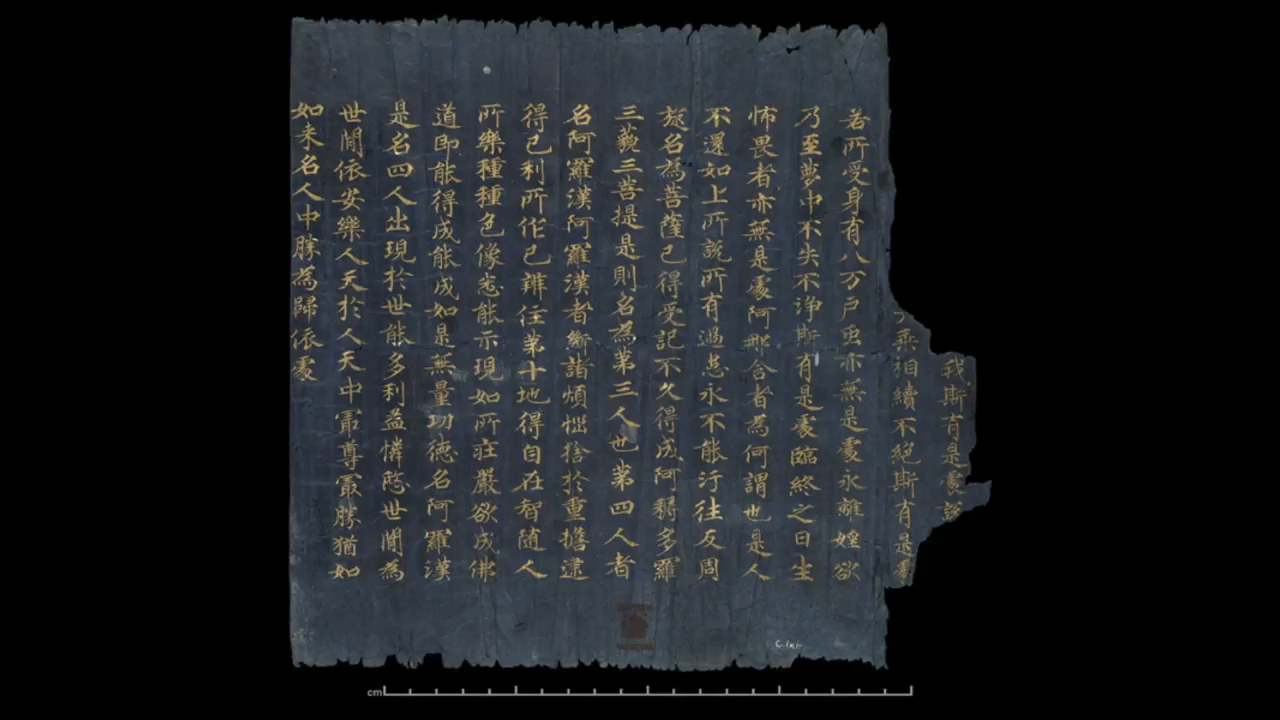 我斯有是處
乘相續不絕斯有是處
若所受身有八万戶虫亦無是處永離婬欲
乃至夢中不失不淨斯有是處臨終之日生
怖畏者亦無是處阿那含者為何謂也是人
不還如上所說所有過患永不能汙往反周
旋名為菩薩已得受記不久得成阿耨多羅
三藐三菩提是則名為第三人也第四人者
名阿羅漢阿羅漢者斷諸煩惱捨於重擔逮
得己利所作已辦住第十地得自在智随人
所樂種種色像悉能示現如所莊嚴欲成佛
道即能得成能成如是無量功德名阿羅漢
是名四人出現於世能多利益憐愍世間為
世間依安樂人天於人天中冣尊冣勝猶如
如来名人中勝為歸依處
cm